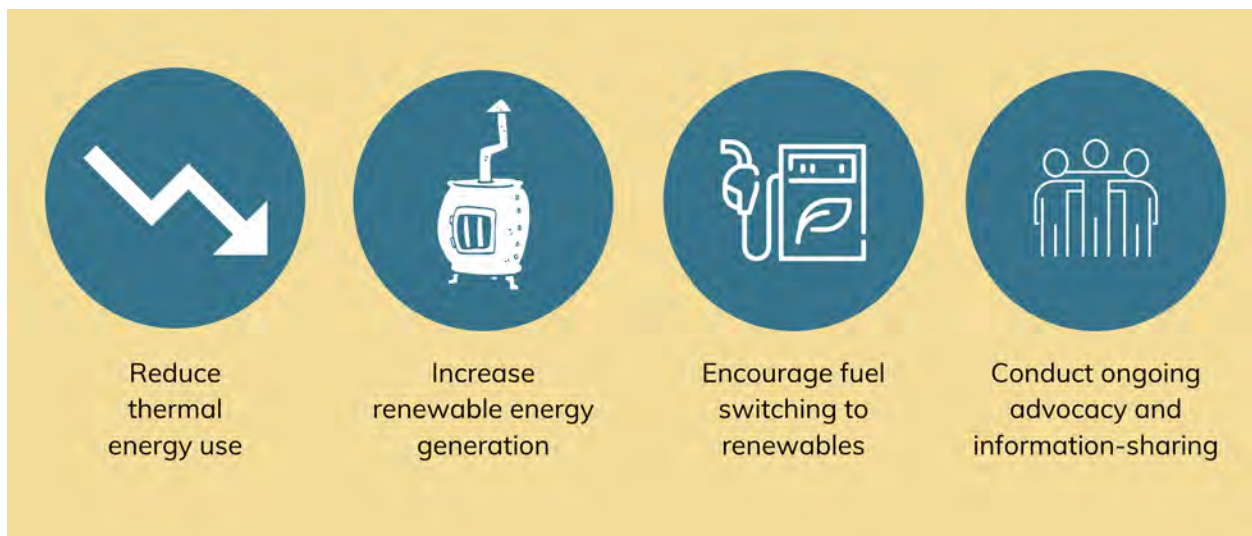 Reduce
thermal
energy use
Increase
renewable energy
generation
Encourage fuel
switching to
renewables
Conduct ongoing
advocacy and
information-sharing